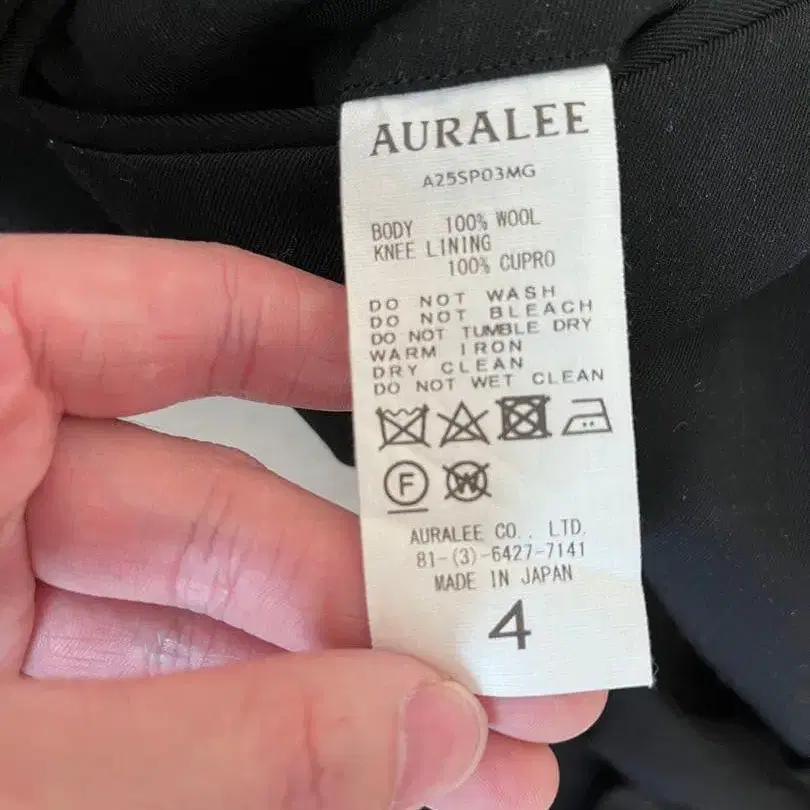 AURALEE
A25SP03MG
BODY 100% WOOL
KNEE LINING
100% CUPRO
DO NOT WASH
DO NOT BLEACH
DO NOT TUMBLE DRY
WARM IRON
DRY CLEAN
DO NOT WET CLEAN
F W
AURALEE CO., LTD.
81-(3)-6427-7141
MADE IN JAPAN
4